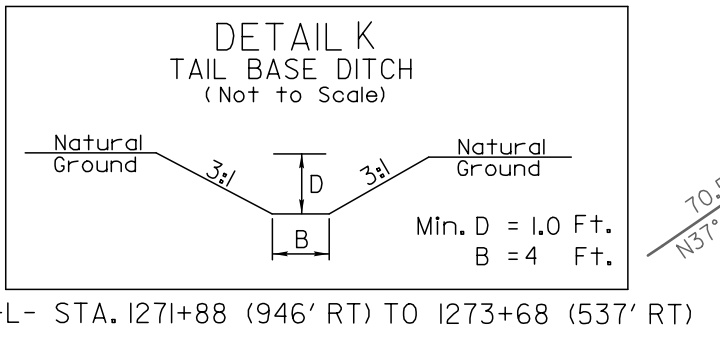 DETAIL K
TAIL BASE DITCH
(Not to Scale)
Natural
Ground
3:1
D
3:1
Natural
Ground
B
Min. D = 1.0 Ft.
B = 4 Ft.
-L- STA. 1271+88 (946' RT) TO 1273+68 (537' RT)